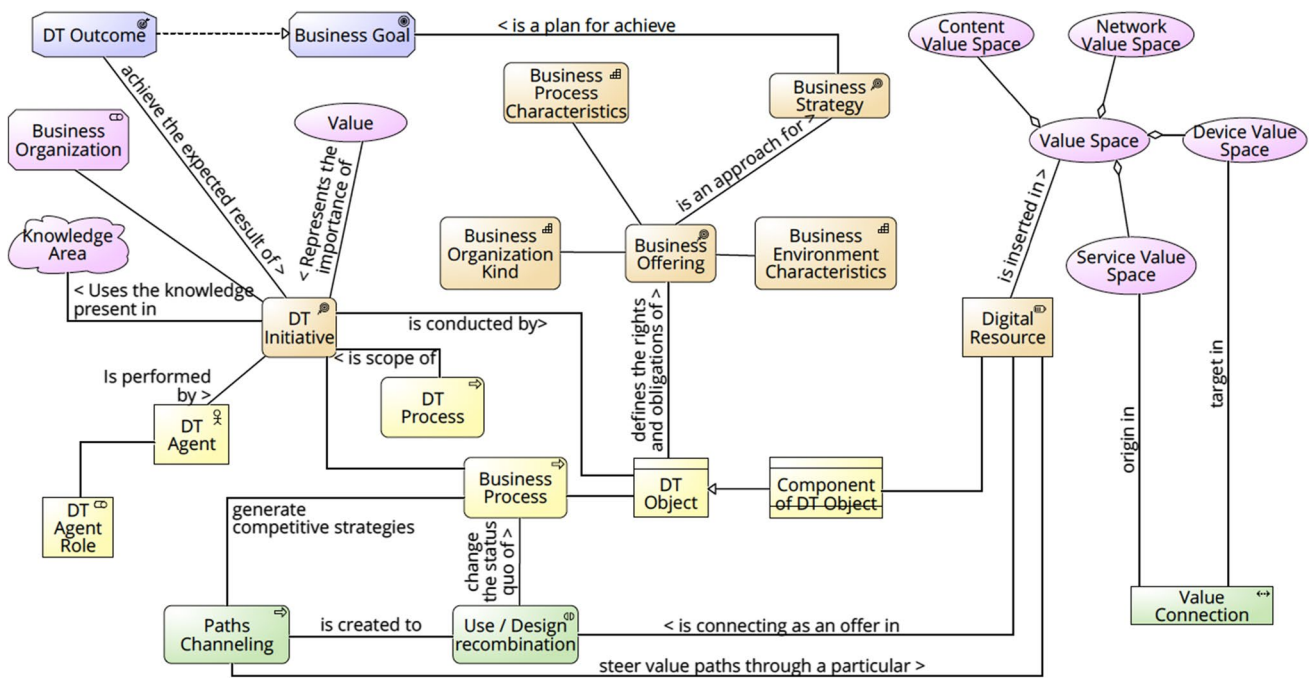 DT Outcome
Business Goal
< is a plan for achieve
Content
Value Space
Network
Value Space
Business
Process
Characteristics
Business
Strategy
Value
Business
Organization
Value Space
Device Value
Space
achieve the expected result of >
< Represents the
importance of
is an approach for >
is inserted in >
Knowledge
Area
Business
Organization
Kind
Business
Offering
Business
Environment
Characteristics
Service Value
Space
< Uses the knowledge
present in
DT
Initiative
is conducted by>
defines the rights
and obligations of >
Digital
Resource
< is scope of
Is performed
by >
DT
Process
DT
Agent
origin in
target in
Business
Process
DT
Object
Component
of DT Object
DT
Agent
Role
generate
competitive strategies
change
the status
quo of >
Value
Connection
Paths
Channeling
is created to
Use / Design
recombination
< is connecting as an offer in
steer value paths through a particular >